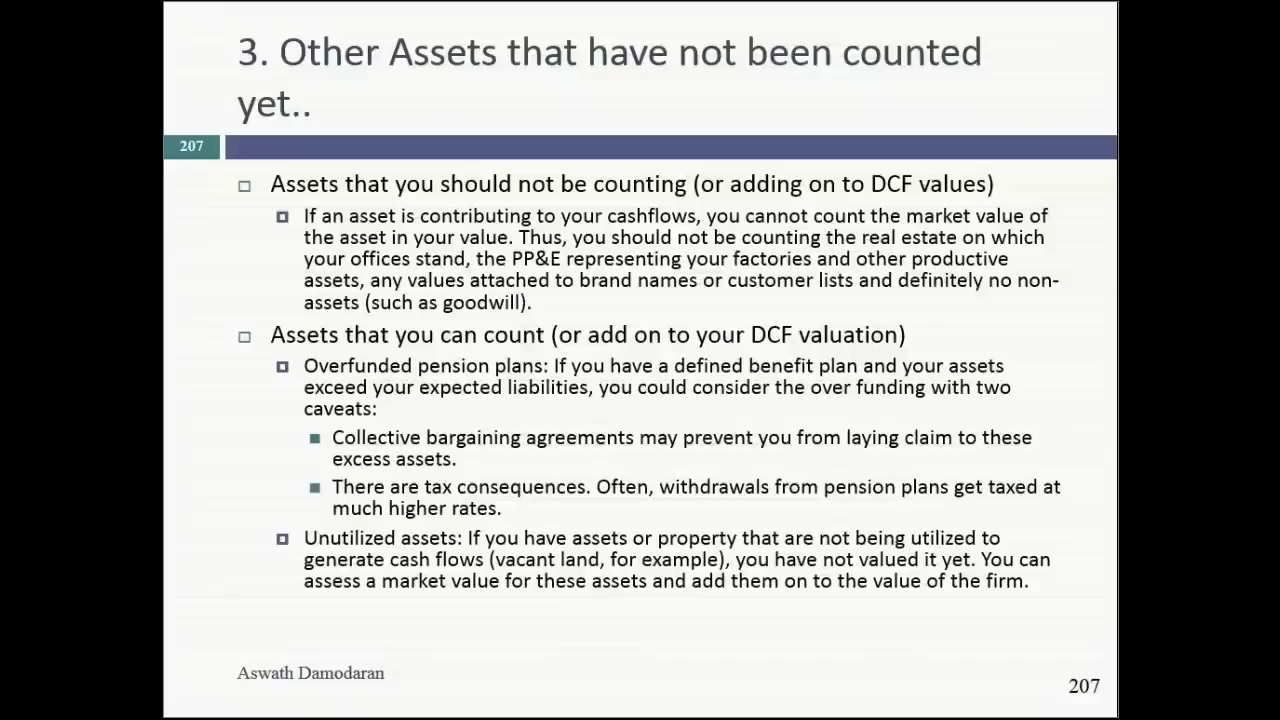 3. Other Assets that have not been counted
yet..
207
Assets that you should not be counting (or adding on to DCF values)
If an asset is contributing to your cashflows, you cannot count the market value of
the asset in your value. Thus, you should not be counting the real estate on which
your offices stand, the PP&E representing your factories and other productive
assets, any values attached to brand names or customer lists and definitely no non-
assets (such as goodwill).
Assets that you can count (or add on to your DCF valuation)
Overfunded pension plans: If you have a defined benefit plan and your assets
exceed your expected liabilities, you could consider the over funding with two
caveats:
Collective bargaining agreements may prevent you from laying claim to these
excess assets.
There are tax consequences. Often, withdrawals from pension plans get taxed at
much higher rates.
Unutilized assets: If you have assets or property that are not being utilized to
generate cash flows (vacant land, for example), you have not valued it yet. You can
assess a market value for these assets and add them on to the value of the firm.
Aswath Damodaran
207